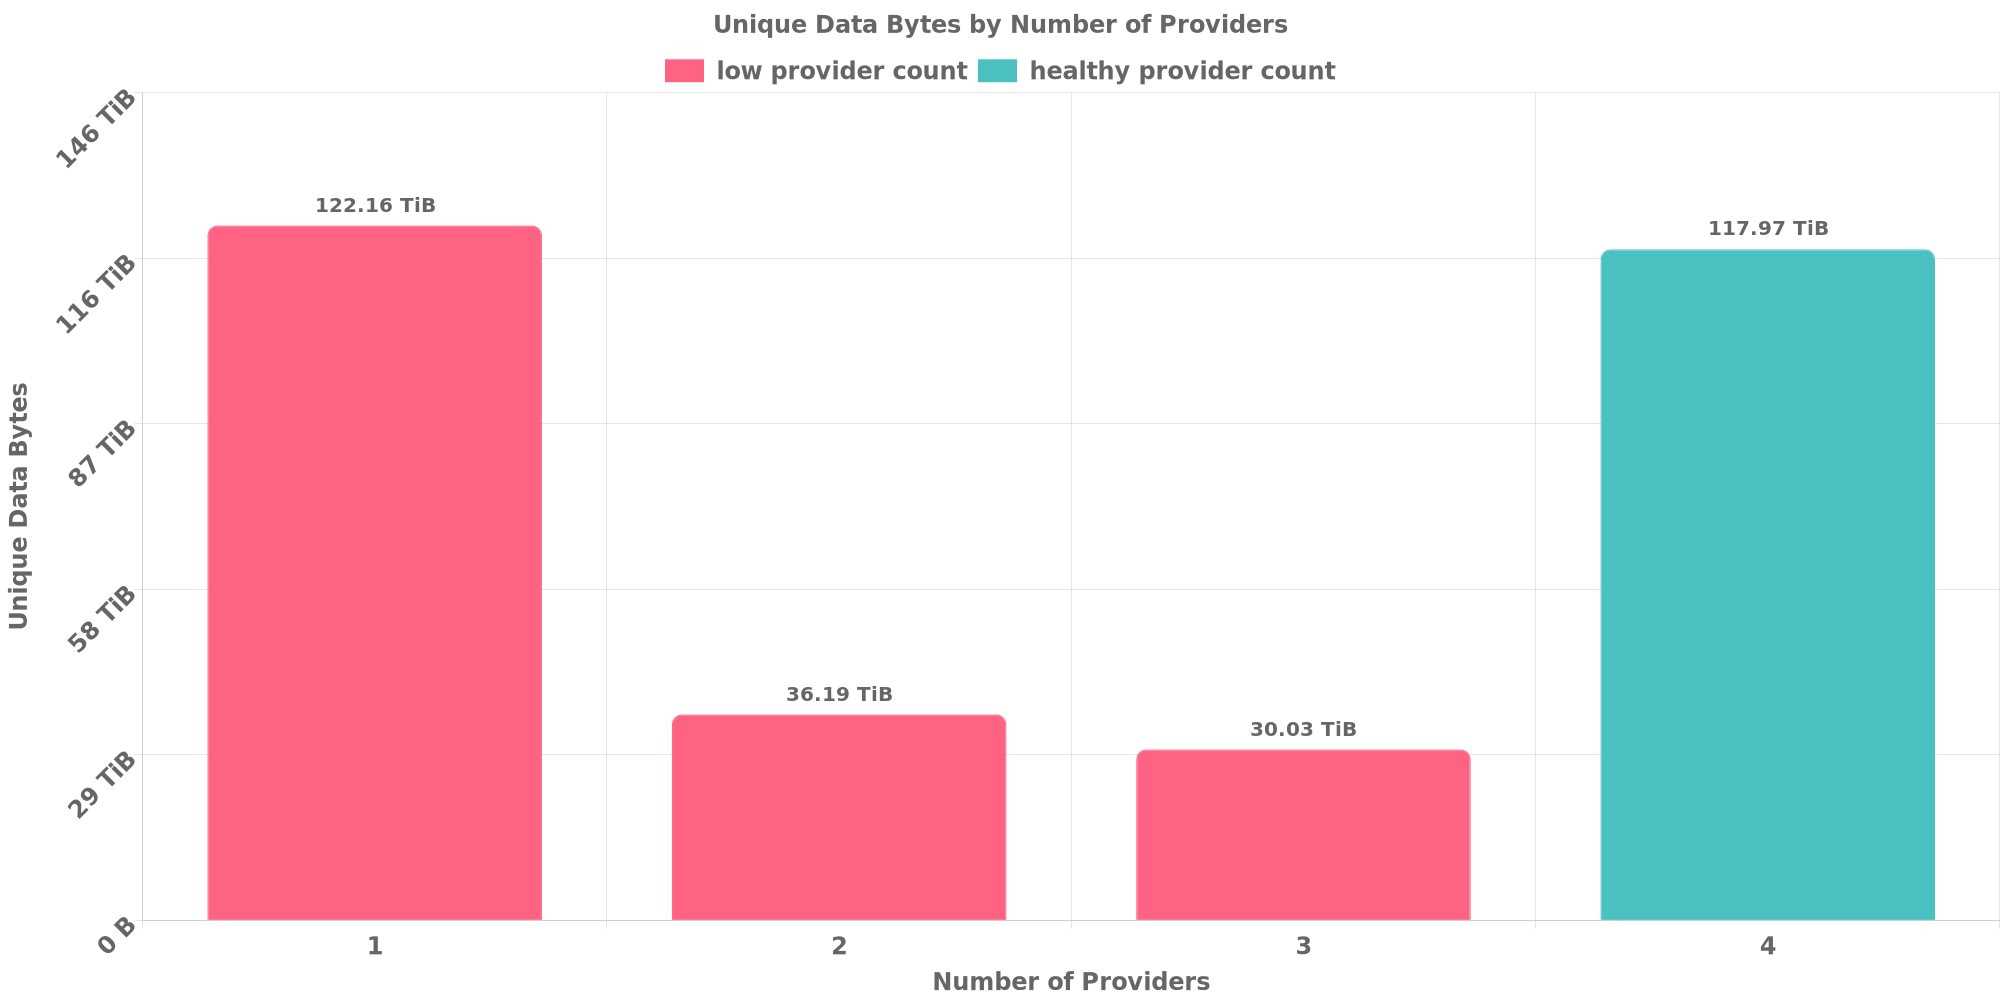 Unique Data Bytes by Number of Providers
low provider count healthy provider count
146 TiB
116 TiB
87 TiB
58 TiB
29 TiB
0 B
Unique Data Bytes
122.16 TiB
36.19 TiB
30.03 TiB
117.97 TiB
1 2 3 4
Number of Providers